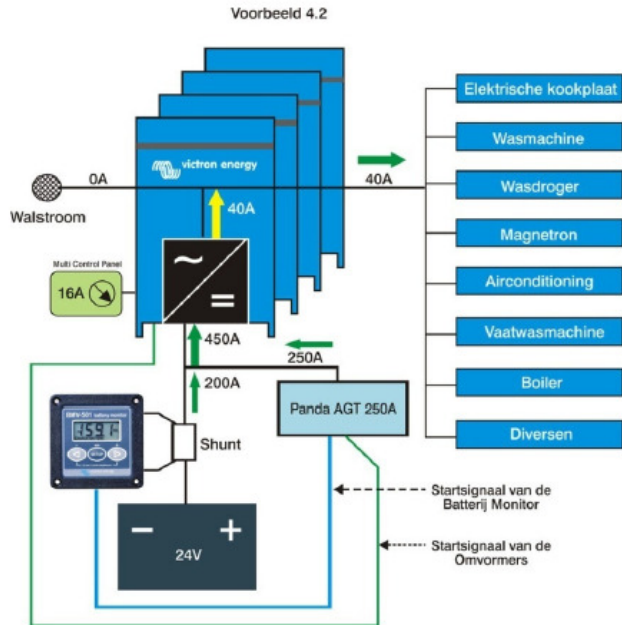 Voorbeeld 4.2
Elektrische kookplaat
Wasmachine
Wasdroger
Magnetron
Airconditioning
Vaatwasmachine
Boiler
Diversen
victron energy
0A
40A
Walstroom
40A
Multi Control Panel
16A
450A
250A
200A
Panda AGT 250A
Shunt
Startsignaal van de
Batterij Monitor
24V
Startsignaal van de
Omvormers